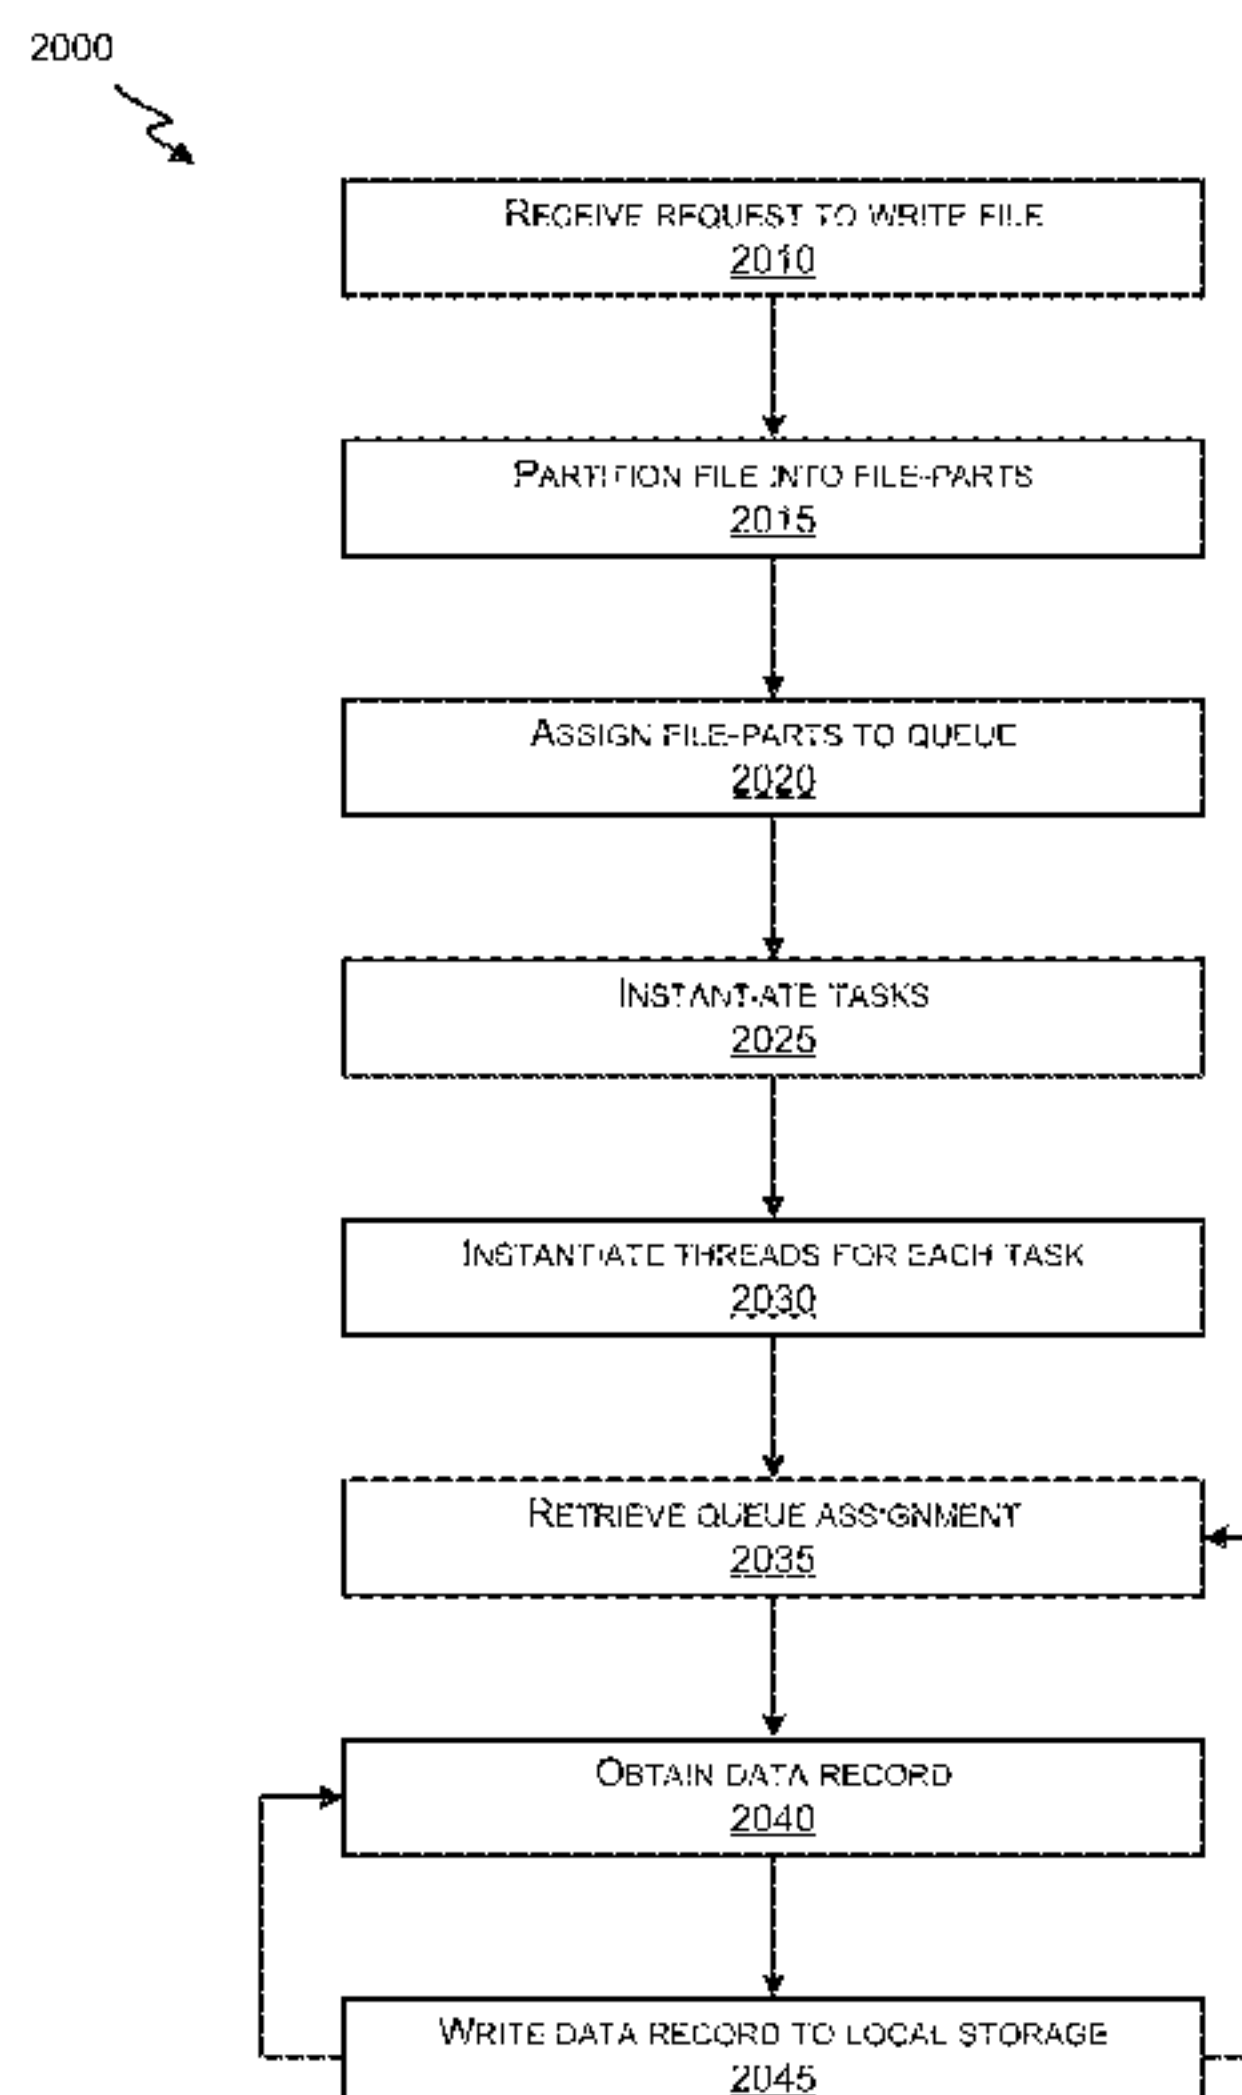 2000
RECEIVE REQUEST TO WRITE FILE
2010
PARTITION FILE INTO FILE-PARTS
2015
ASSIGN FILE-PARTS TO QUEUE
2020
INSTANTIATE TASKS
2025
INSTANTIATE THREADS FOR EACH TASK
2030
RETRIEVE QUEUE ASSIGNMENT
2035
OBTAIN DATA RECORD
2040
WRITE DATA RECORD TO LOCAL STORAGE
2045